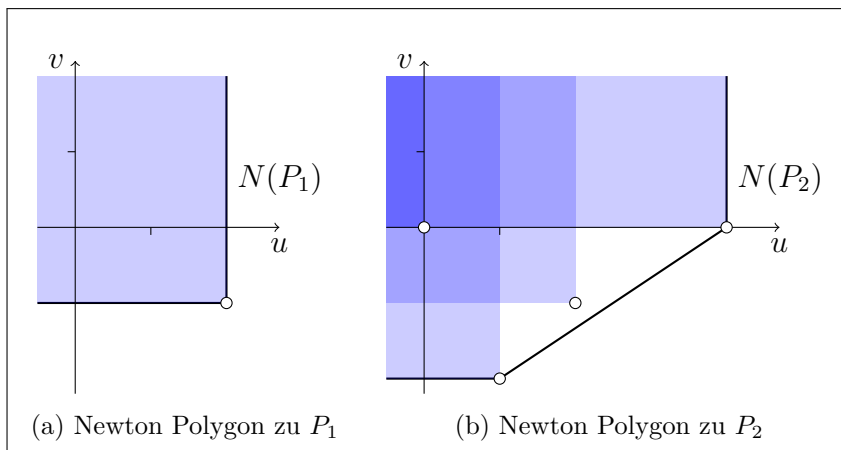 v
N(P₁)
u
v
N(P₂)
u
(a) Newton Polygon zu P₁
(b) Newton Polygon zu P₂